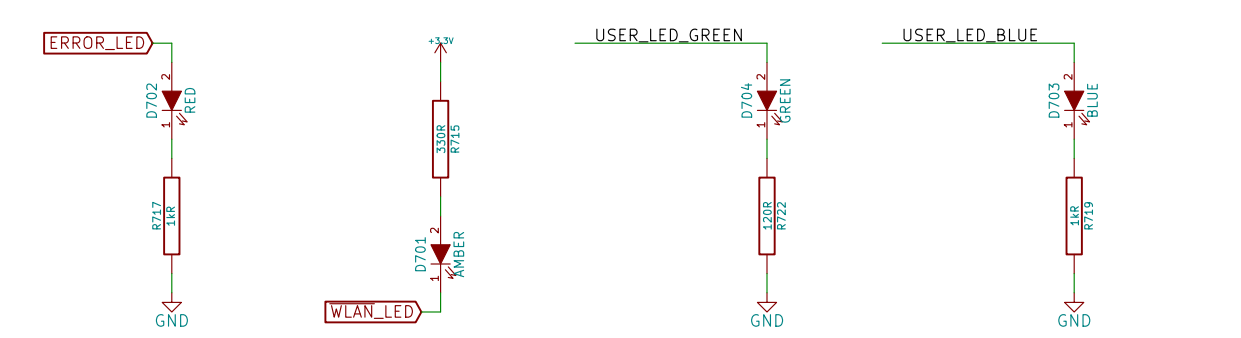 ERROR_LED
2
D702
RED
1
R717
1kR
GND
+3.3V
330R
R715
2
D701
AMBER
1
WLAN_LED
USER_LED_GREEN
2
D704
GREEN
1
120R
R722
GND
USER_LED_BLUE
2
D703
BLUE
1
1kR
R719
GND